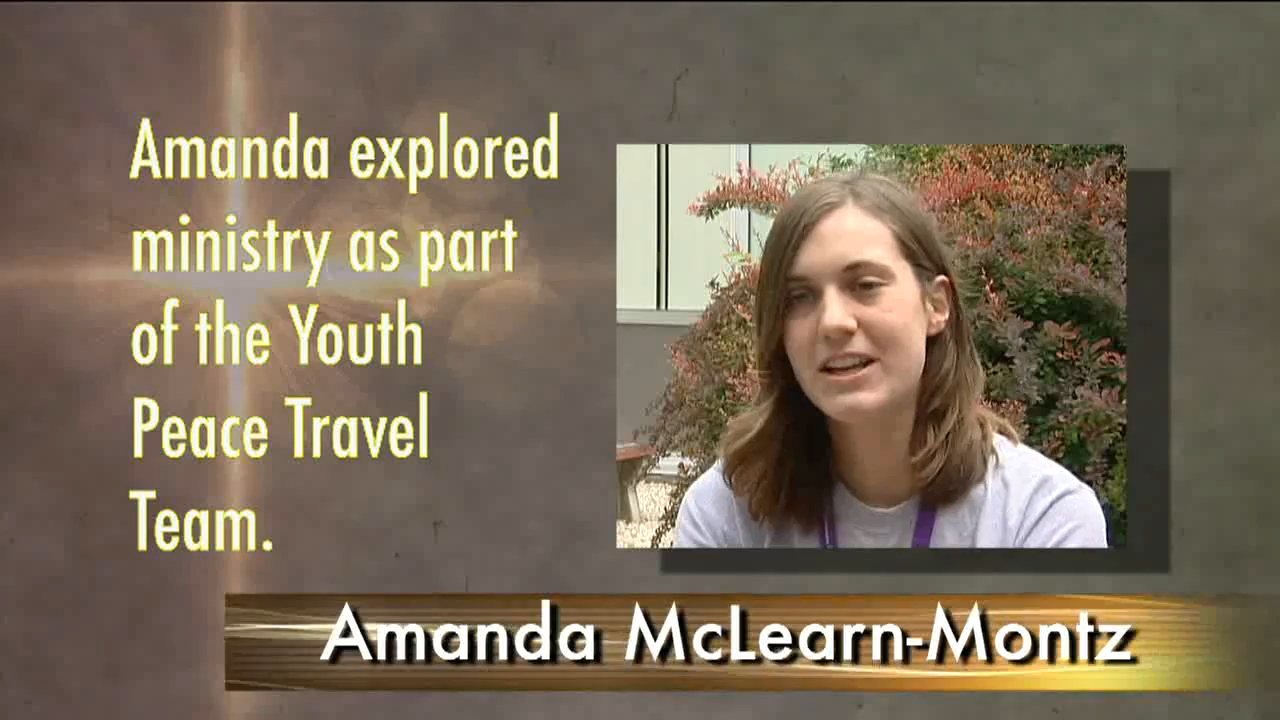 Amanda explored
ministry as part
of the Youth
Peace Travel
Team.
Amanda McLearn-Montz